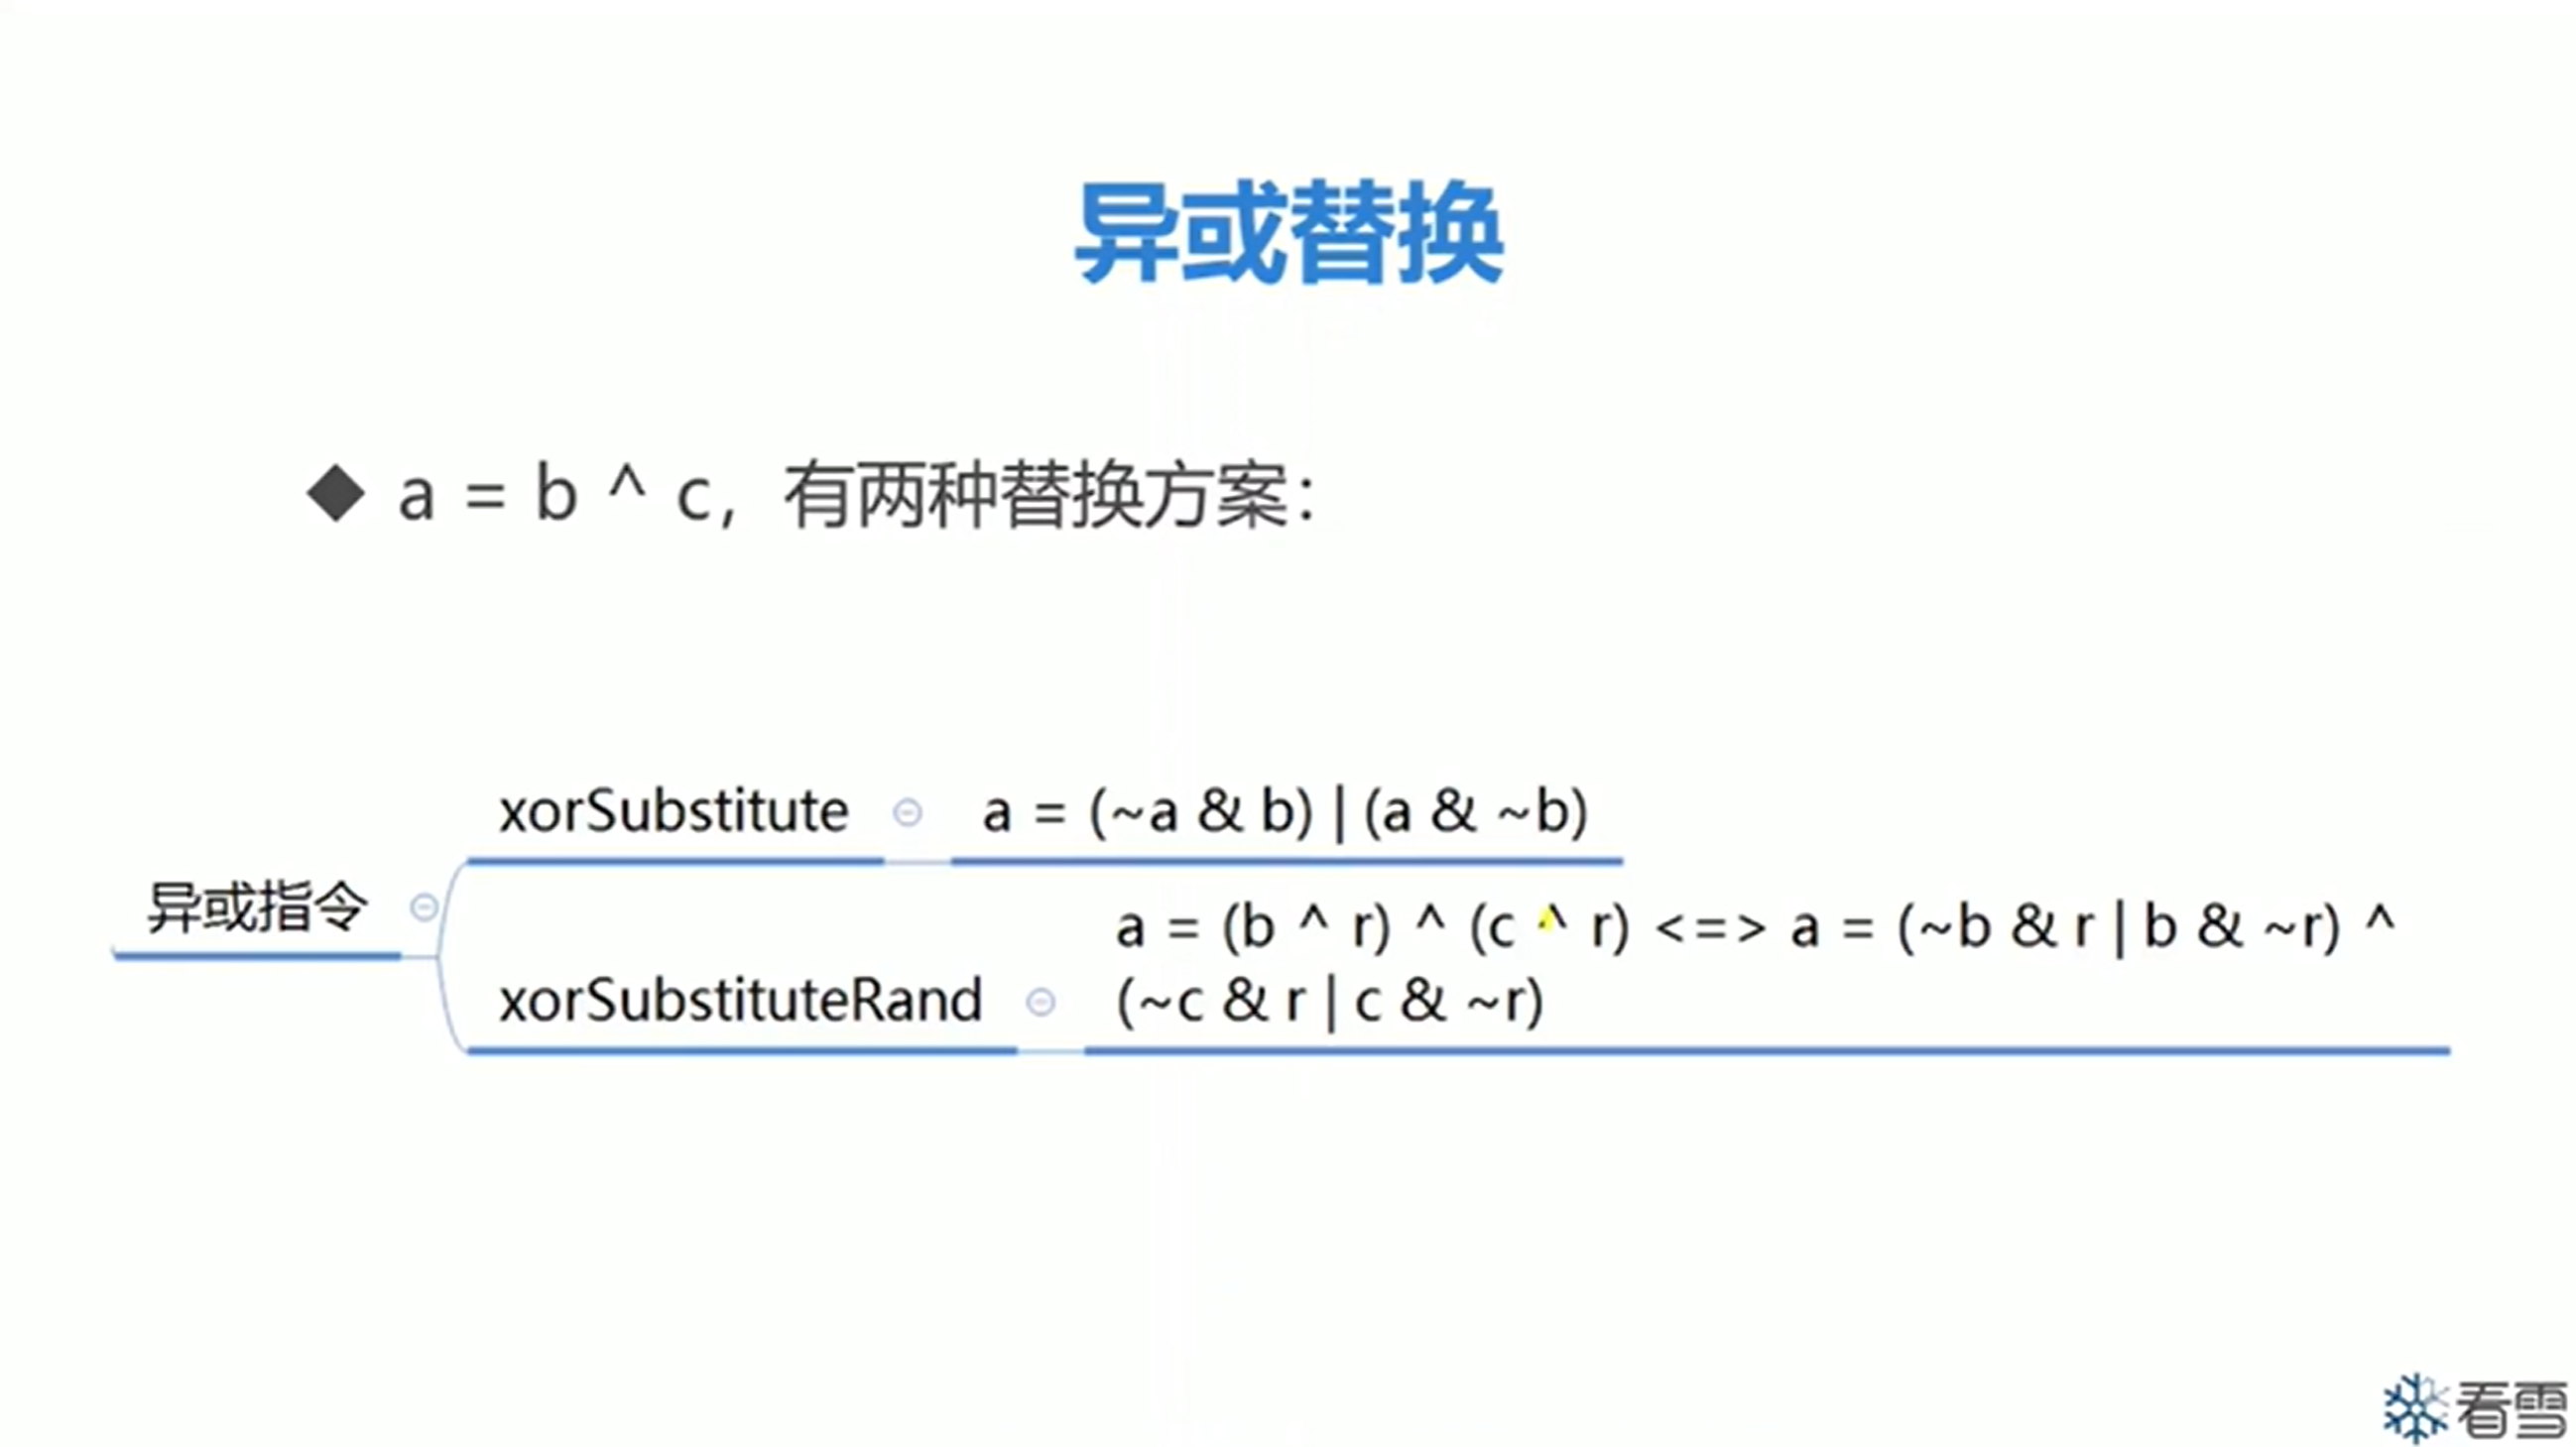 异或替换
◆ a = b ^ c, 有两种替换方案：
xorSubstitute a = (~a & b) | (a & ~b)
异或指令
a = (b ^ r) ^ (c ^ r) <=> a = (~b & r | b & ~r) ^
xorSubstituteRand (~c & r | c & ~r)
看雪